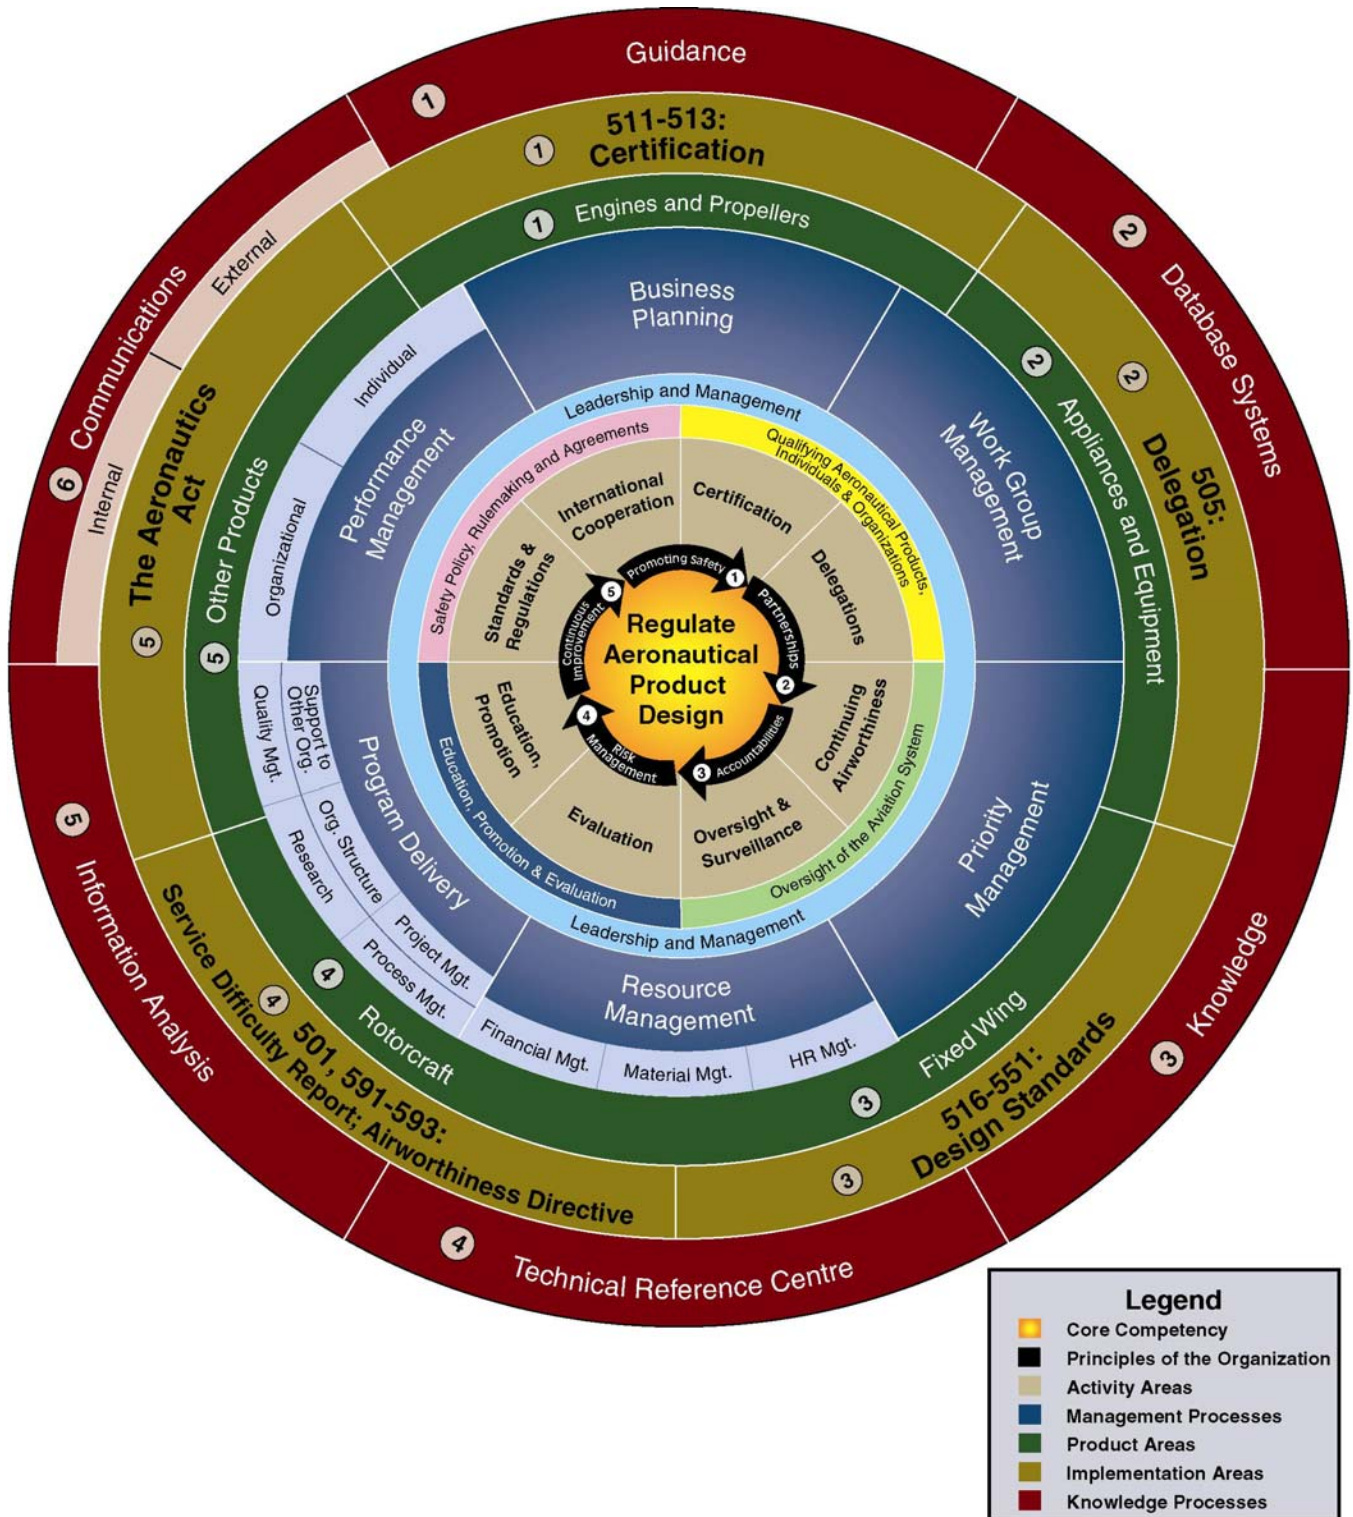 Guidance
1
Database Systems
2
Knowledge
3
Technical Reference Centre
4
Information Analysis
5
Communications
6
External
Internal
511-513:
Certification
1
505:
Delegation
2
516-551:
Design Standards
3
501, 591-593:
Service Difficulty Report; Airworthiness Directive
4
The Aeronautics
Act
5
Engines and Propellers
1
Appliances and Equipment
2
Fixed Wing
3
Rotorcraft
4
Other Products
5
Business
Planning
Work Group
Management
Priority
Management
Resource
Management
Financial Mgt.
Material Mgt.
HR Mgt.
Program Delivery
Support to
Other Org.
Quality Mgt.
Org. Structure
Research
Project Mgt.
Process Mgt.
Performance
Management
Individual
Organizational
Leadership and Management
Leadership and Management
Safety Policy, Rulemaking and Agreements
Qualifying Aeronautical Products,
Individuals & Organizations
Oversight of the Aviation System
Education, Promotion & Evaluation
International
Cooperation
Certification
Delegations
Continuing
Airworthiness
Oversight &
Surveillance
Evaluation
Education,
Promotion
Standards &
Regulations
Promoting Safety
1
Partnerships
2
Accountabilities
3
Risk
Management
4
Continuous
Improvement
5
Regulate
Aeronautical
Product
Design
Legend
Core Competency
Principles of the Organization
Activity Areas
Management Processes
Product Areas
Implementation Areas
Knowledge Processes